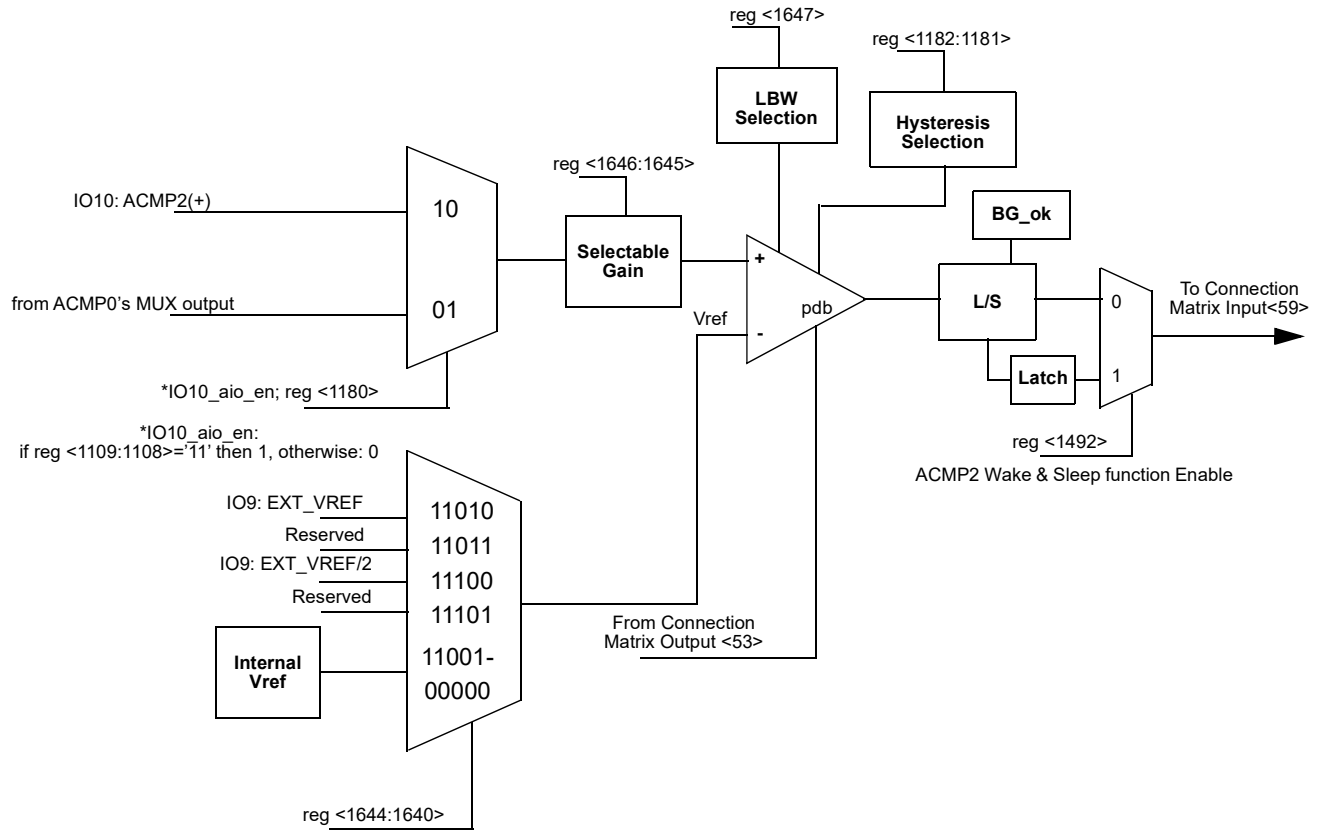 reg <1647>
reg <1182:1181>
LBW
Selection
Hysteresis
Selection
reg <1646:1645>
IO10: ACMP2(+)
10
BG_ok
Selectable
Gain
+
from ACMP0's MUX output
01
Vref
-
pdb
L/S
0
To Connection
Matrix Input<59>
Latch
1
*IO10_aio_en; reg <1180>
*IO10_aio_en:
if reg <1109:1108>='11' then 1, otherwise: 0
reg <1492>
ACMP2 Wake & Sleep function Enable
IO9: EXT_VREF
11010
Reserved
11011
IO9: EXT_VREF/2
11100
Reserved
11101
From Connection
Matrix Output <53>
Internal
Vref
11001-
00000
reg <1644:1640>